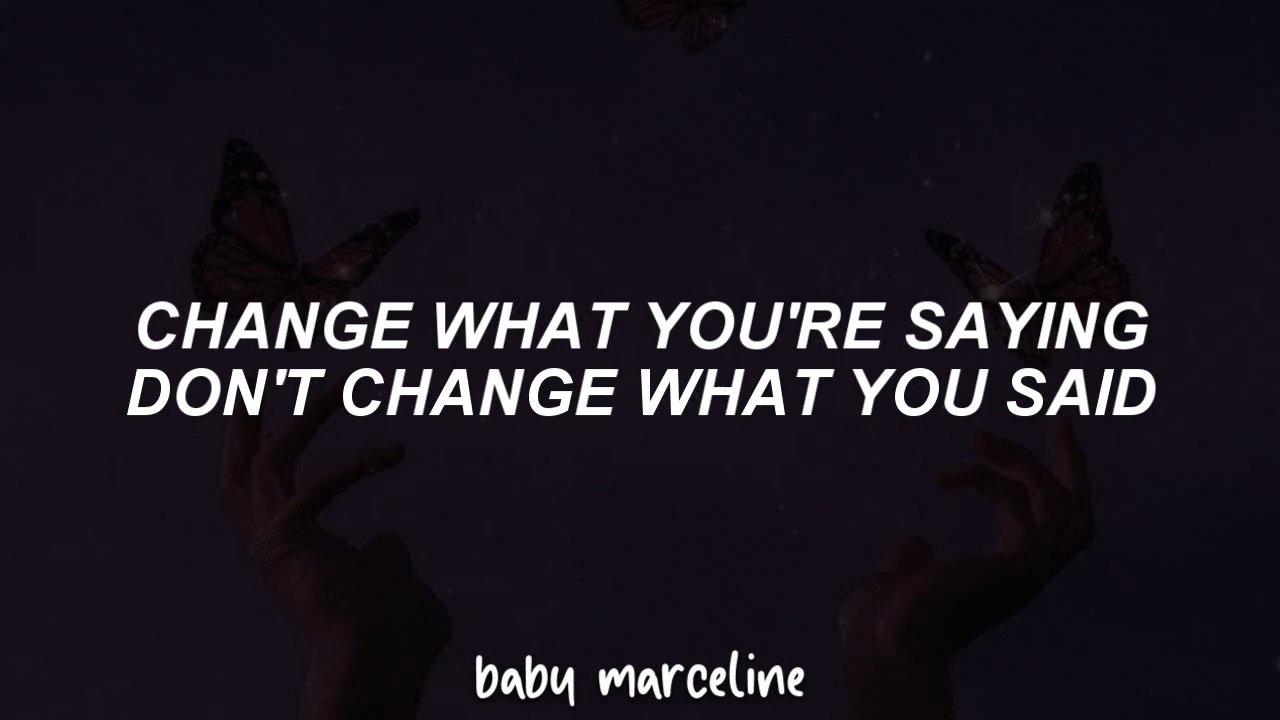 CHANGE WHAT YOU'RE SAYING
DON'T CHANGE WHAT YOU SAID
baby marceline